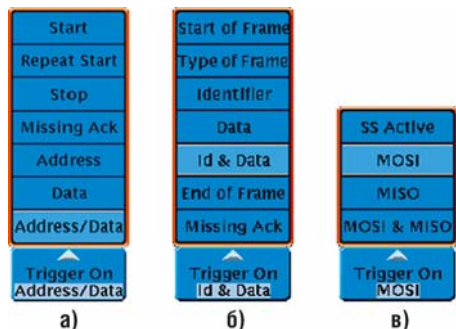 Start
Repeat Start
Stop
Missing Ack
Address
Data
Address/Data
Trigger On
Address/Data
а)
Start of Frame
Type of Frame
Identifier
Data
Id & Data
End of Frame
Missing Ack
Trigger On
Id & Data
б)
SS Active
MOSI
MISO
MOSI & MISO
Trigger On
MOSI
в)